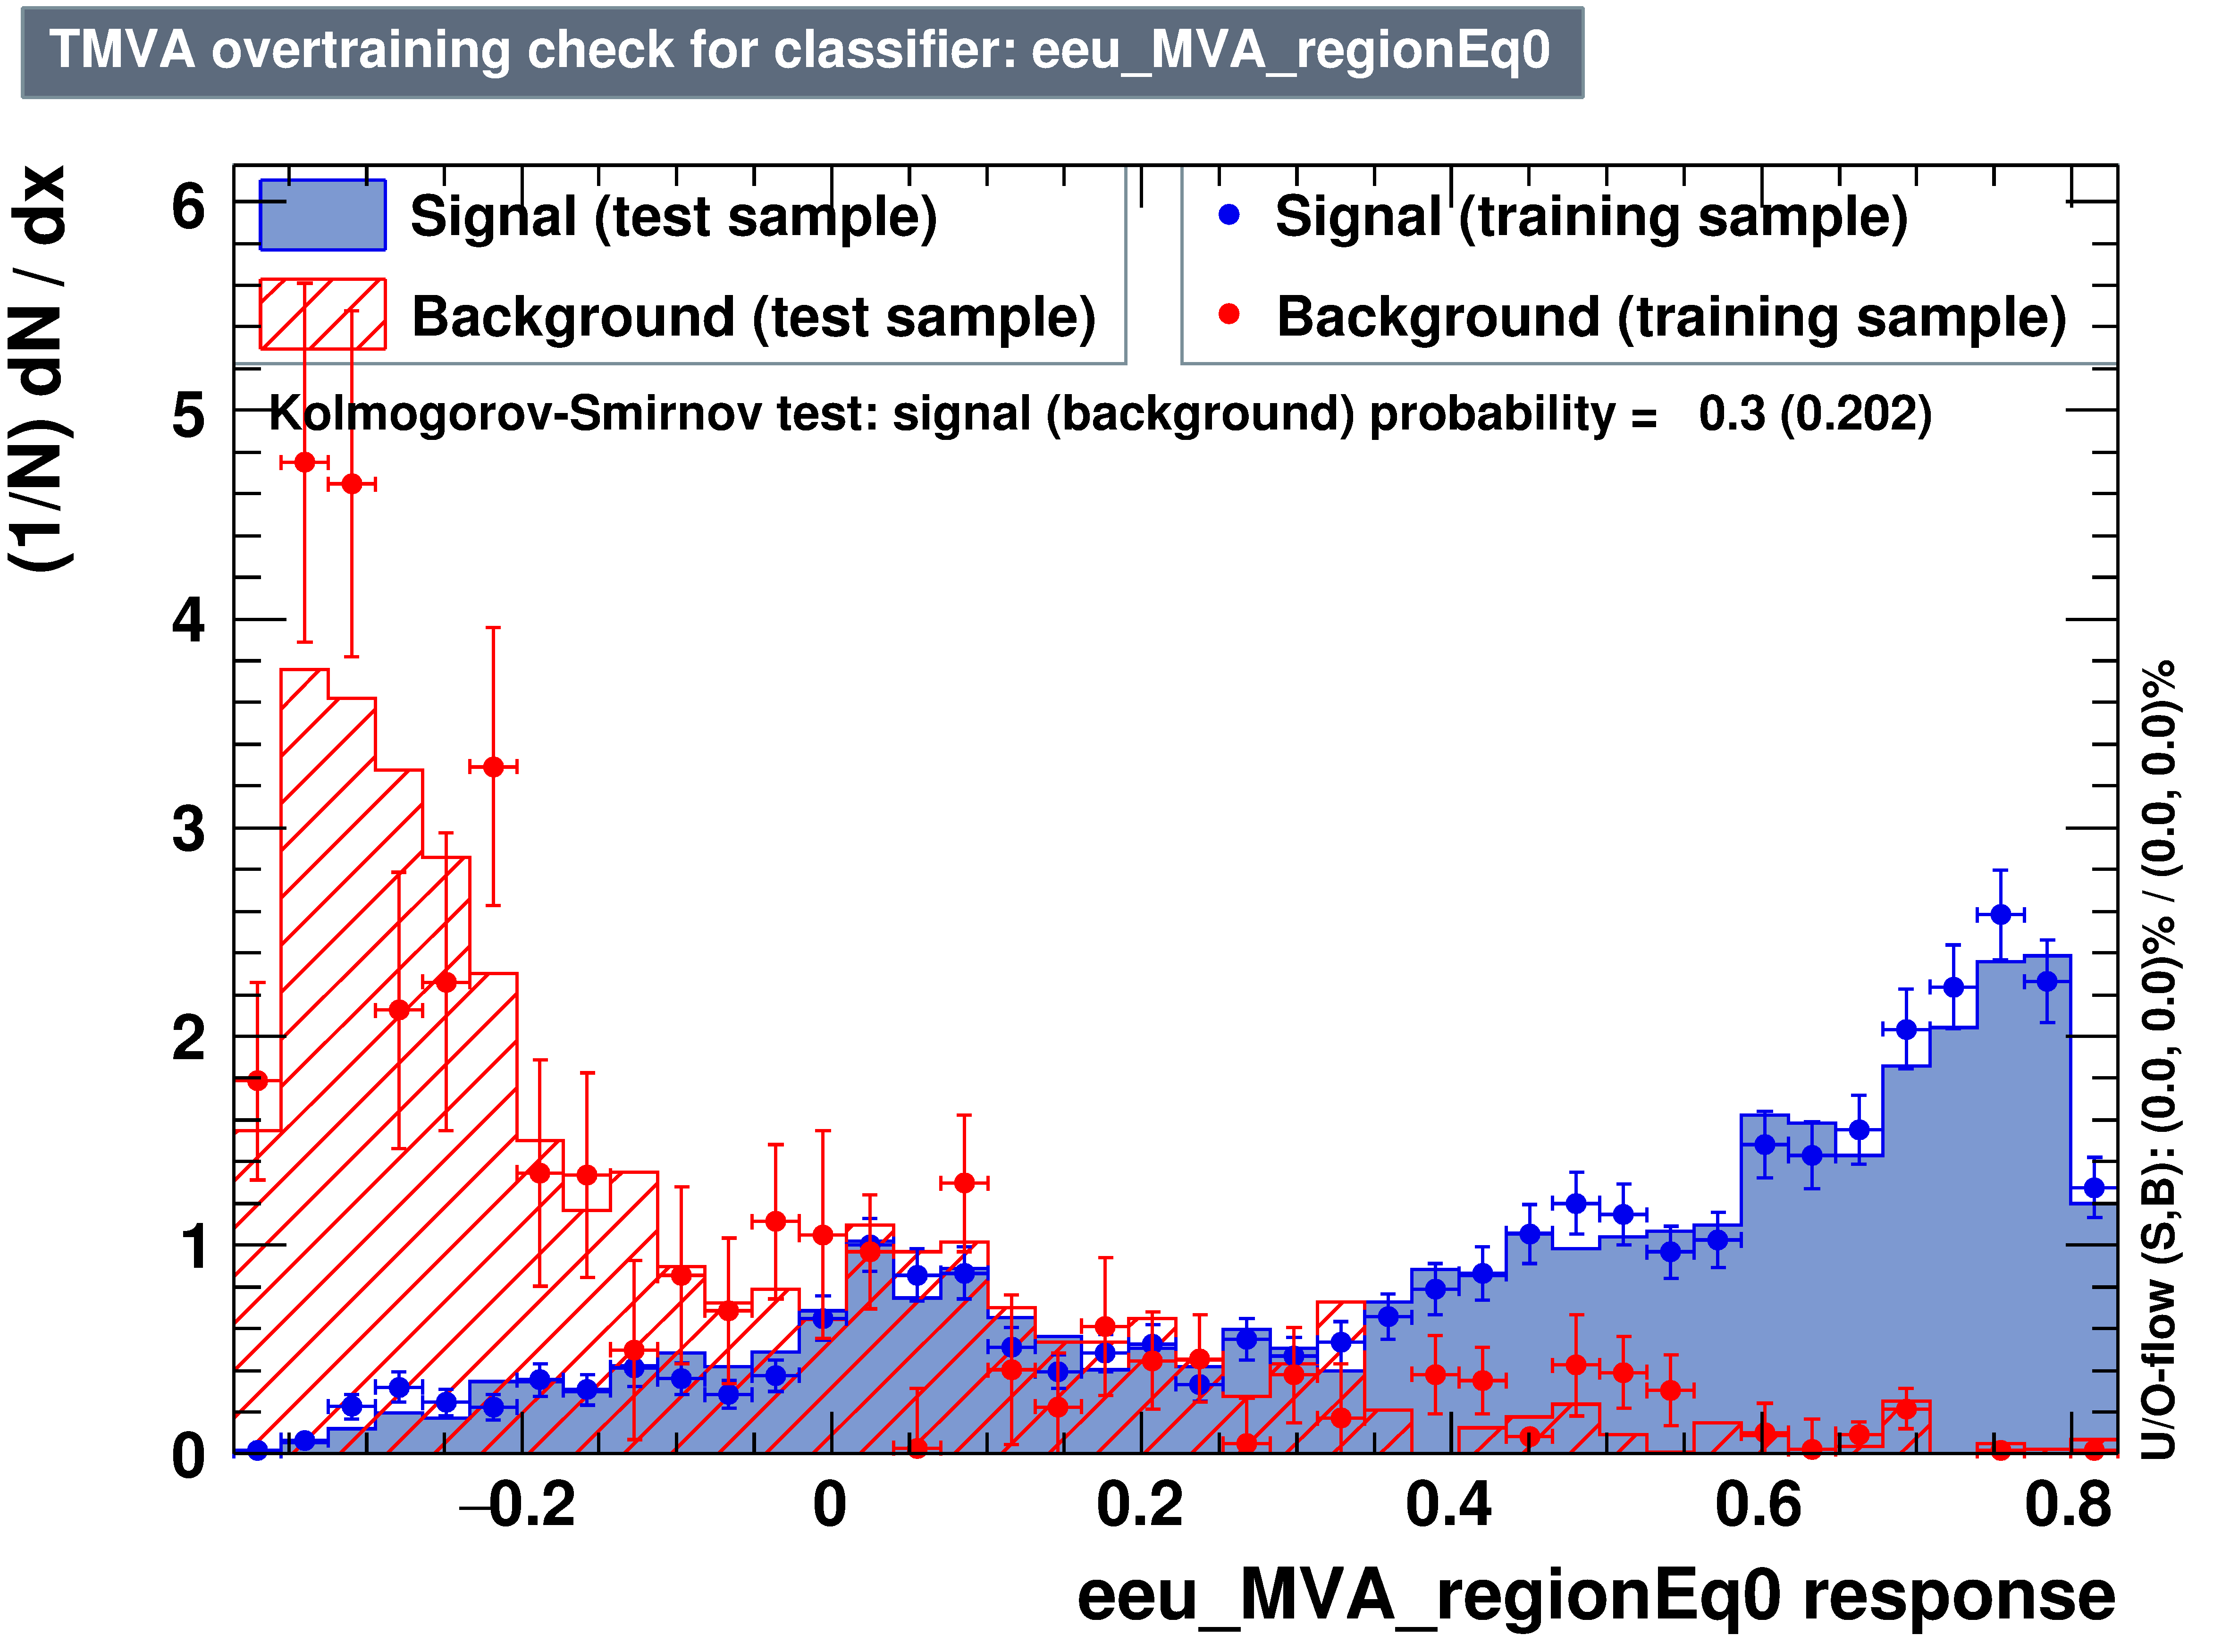 TMVA overtraining check for classifier: eeu_MVA_regionEq0
(1/N) dN / dx
Signal (test sample)
Background (test sample)
Signal (training sample)
Background (training sample)
Kolmogorov-Smirnov test: signal (background) probability = 0.3 (0.202)
6
5
4
3
2
1
0
−0.2 0 0.2 0.4 0.6 0.8
eeu_MVA_regionEq0 response
U/O-flow (S,B): (0.0, 0.0)% / (0.0, 0.0)%